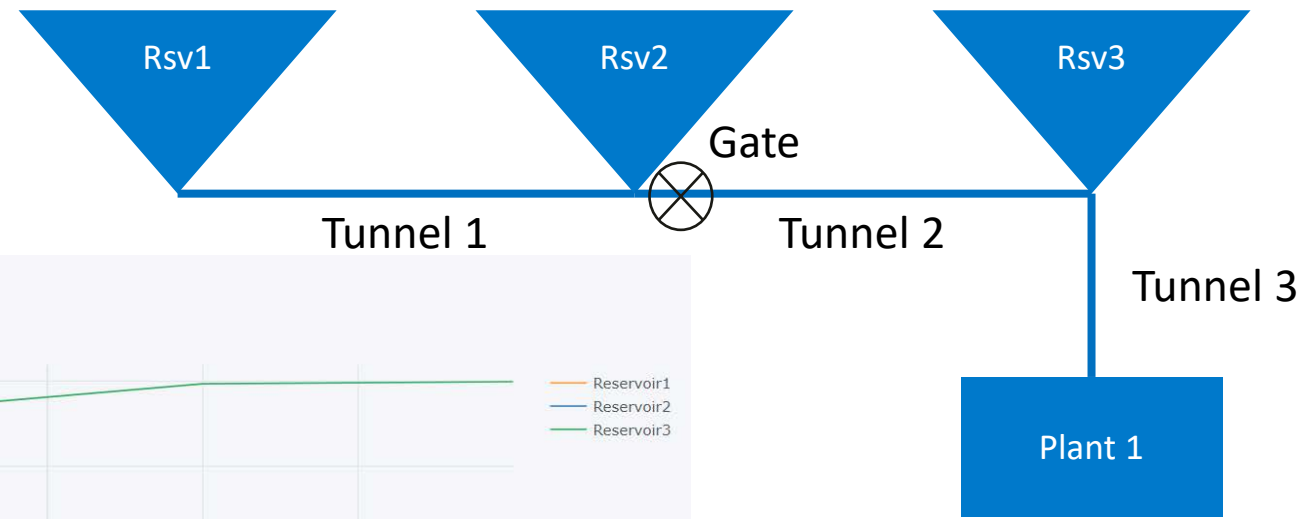 Rsv1
Rsv2
Rsv3
Gate
Tunnel 1
Tunnel 2
Tunnel 3
Reservoir1
Reservoir2
Reservoir3
Plant 1